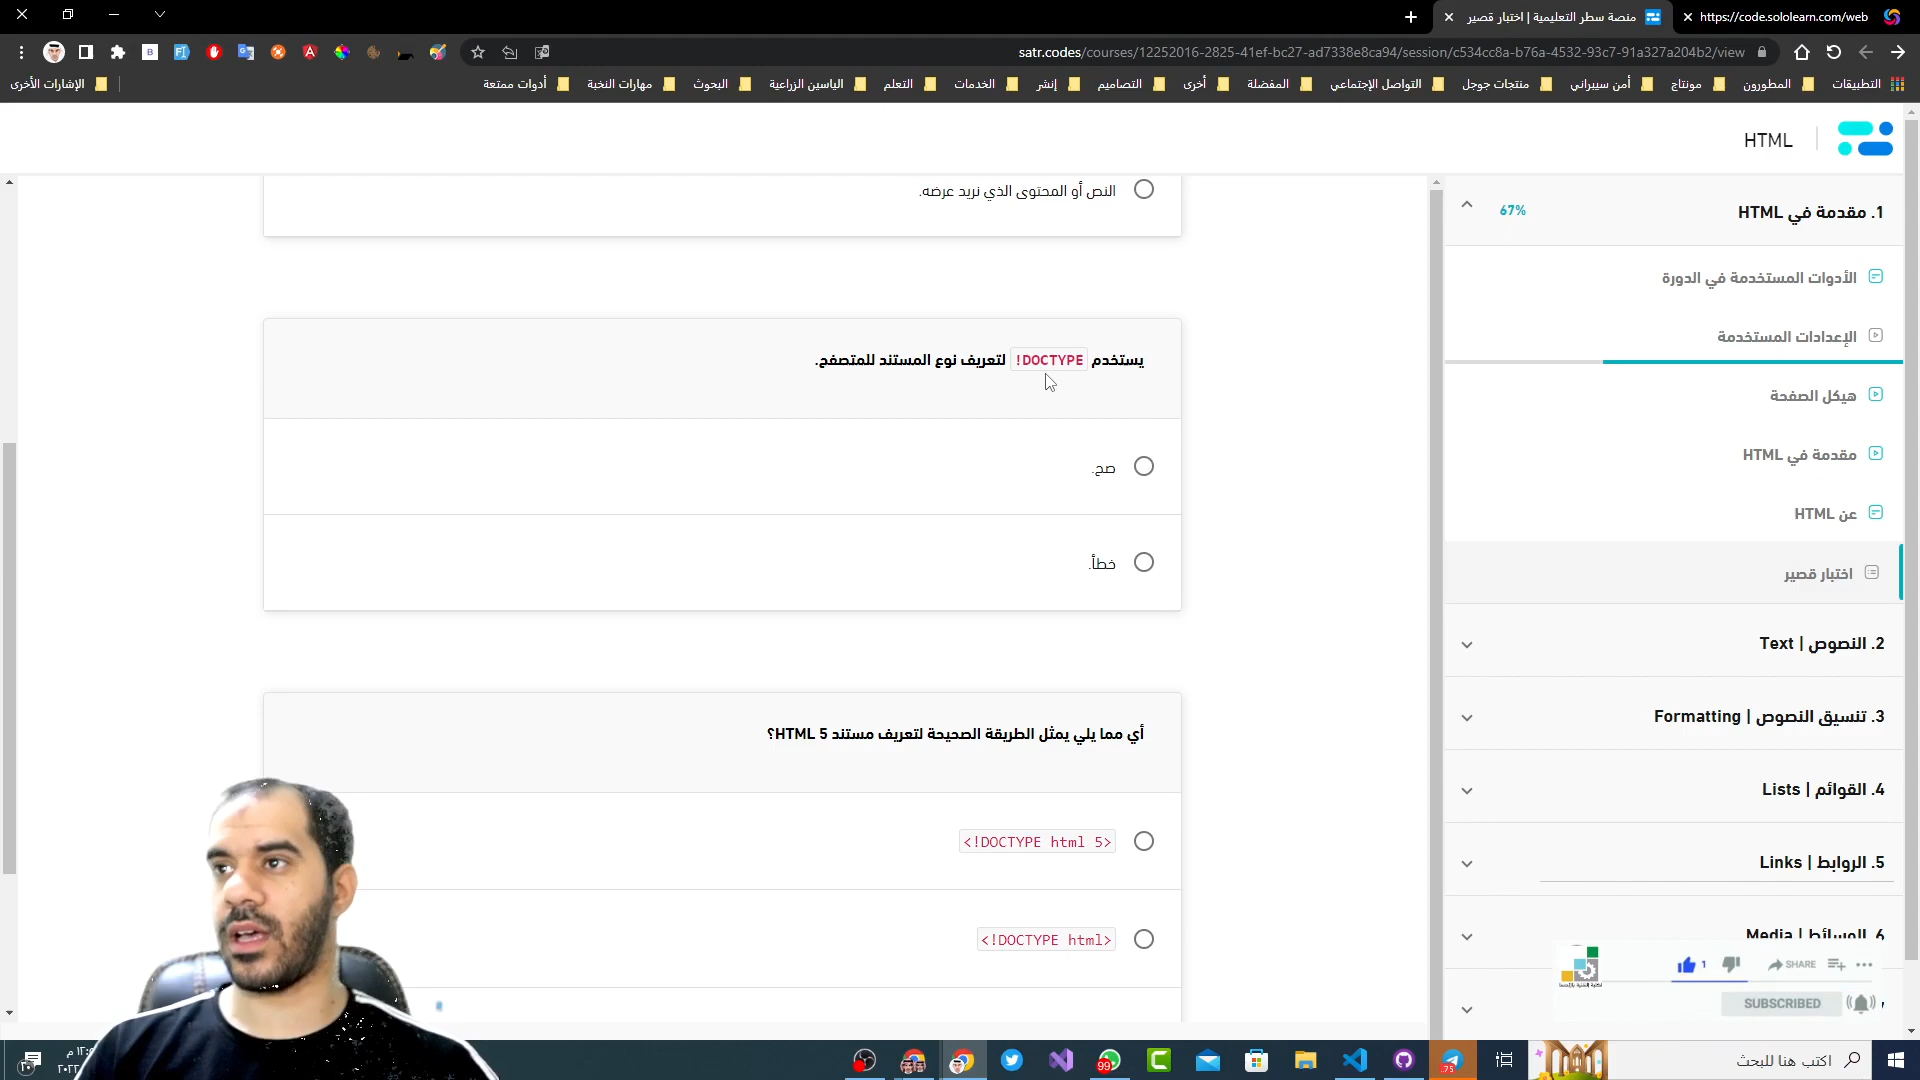 منصة سطر التعليمية | اختبار قصير
https://code.sololearn.com/web
satr.codes/courses/12252016-2825-41ef-bc27-ad7338e8ca94/session/c534cc8a-b76a-4532-93c7-91a327a204b2/view
التطبيقات
المطورون
مونتاج
أمن سيبراني
منتجات جوجل
التواصل الإجتماعي
المفضلة
أخرى
التصاميم
إنشر
الخدمات
التعلم
الياسين الزراعية
البحوث
مهارات النخبة
أدوات ممتعة
الإشارات الأخرى
HTML
1. مقدمة في HTML
67%
الأدوات المستخدمة في الدورة
الإعدادات المستخدمة
هيكل الصفحة
مقدمة في HTML
عن HTML
اختبار قصير
2. النصوص | Text
3. تنسيق النصوص | Formatting
4. القوائم | Lists
5. الروابط | Links
6. الوسائط | Media
النص أو المحتوى الذي نريد عرضه.
يستخدم !DOCTYPE لتعريف نوع المستند للمتصفح.
صح.
خطأ.
أي مما يلي يمثل الطريقة الصحيحة لتعريف مستند HTML 5؟
<!DOCTYPE html 5>
<!DOCTYPE html>
1
SHARE
SUBSCRIBED
اكتب هنا للبحث
99